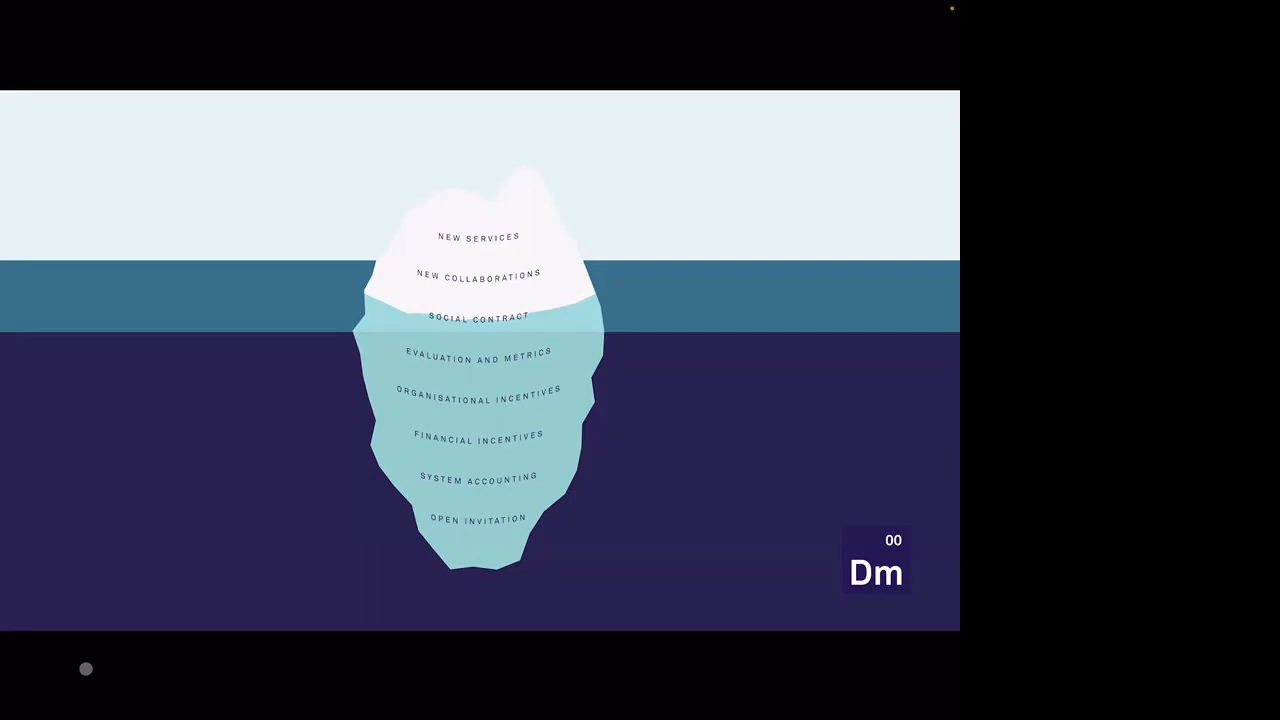 NEW SERVICES
NEW COLLABORATIONS
SOCIAL CONTRACT
EVALUATION AND METRICS
ORGANISATIONAL INCENTIVES
FINANCIAL INCENTIVES
SYSTEM ACCOUNTING
OPEN INVITATION
00
Dm